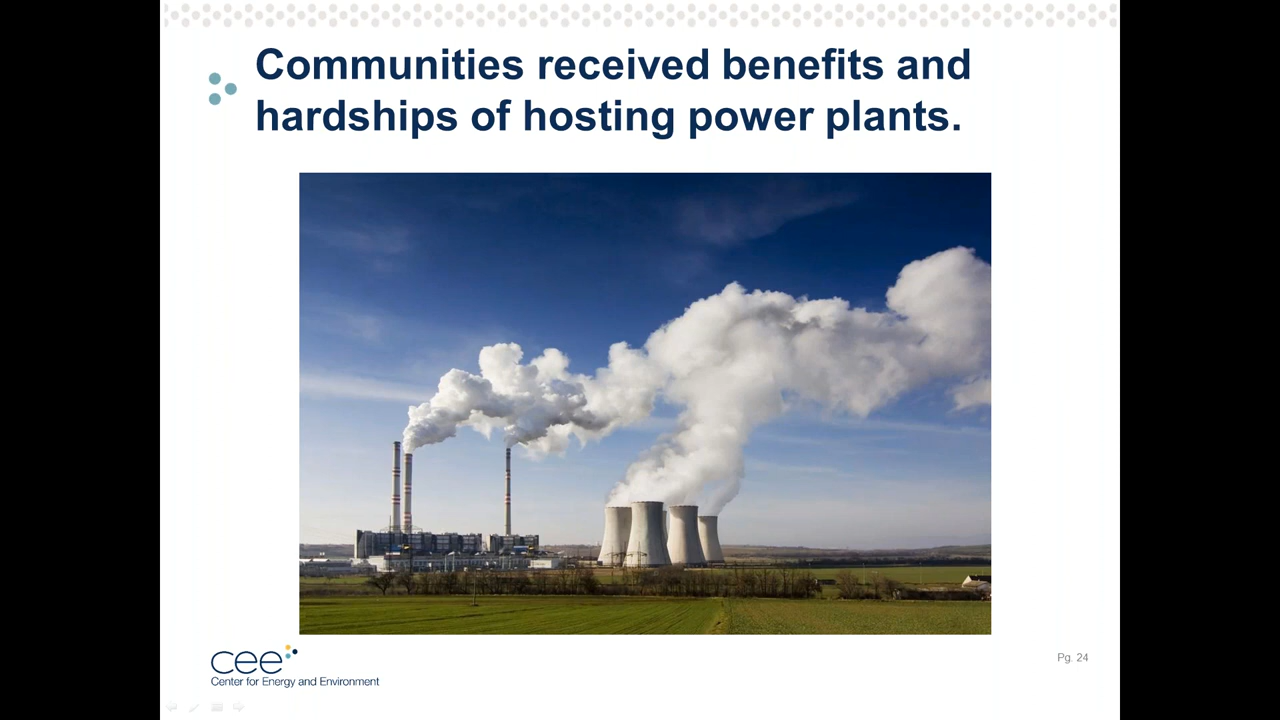 Communities received benefits and
hardships of hosting power plants.
cee
Center for Energy and Environment
Pg. 24